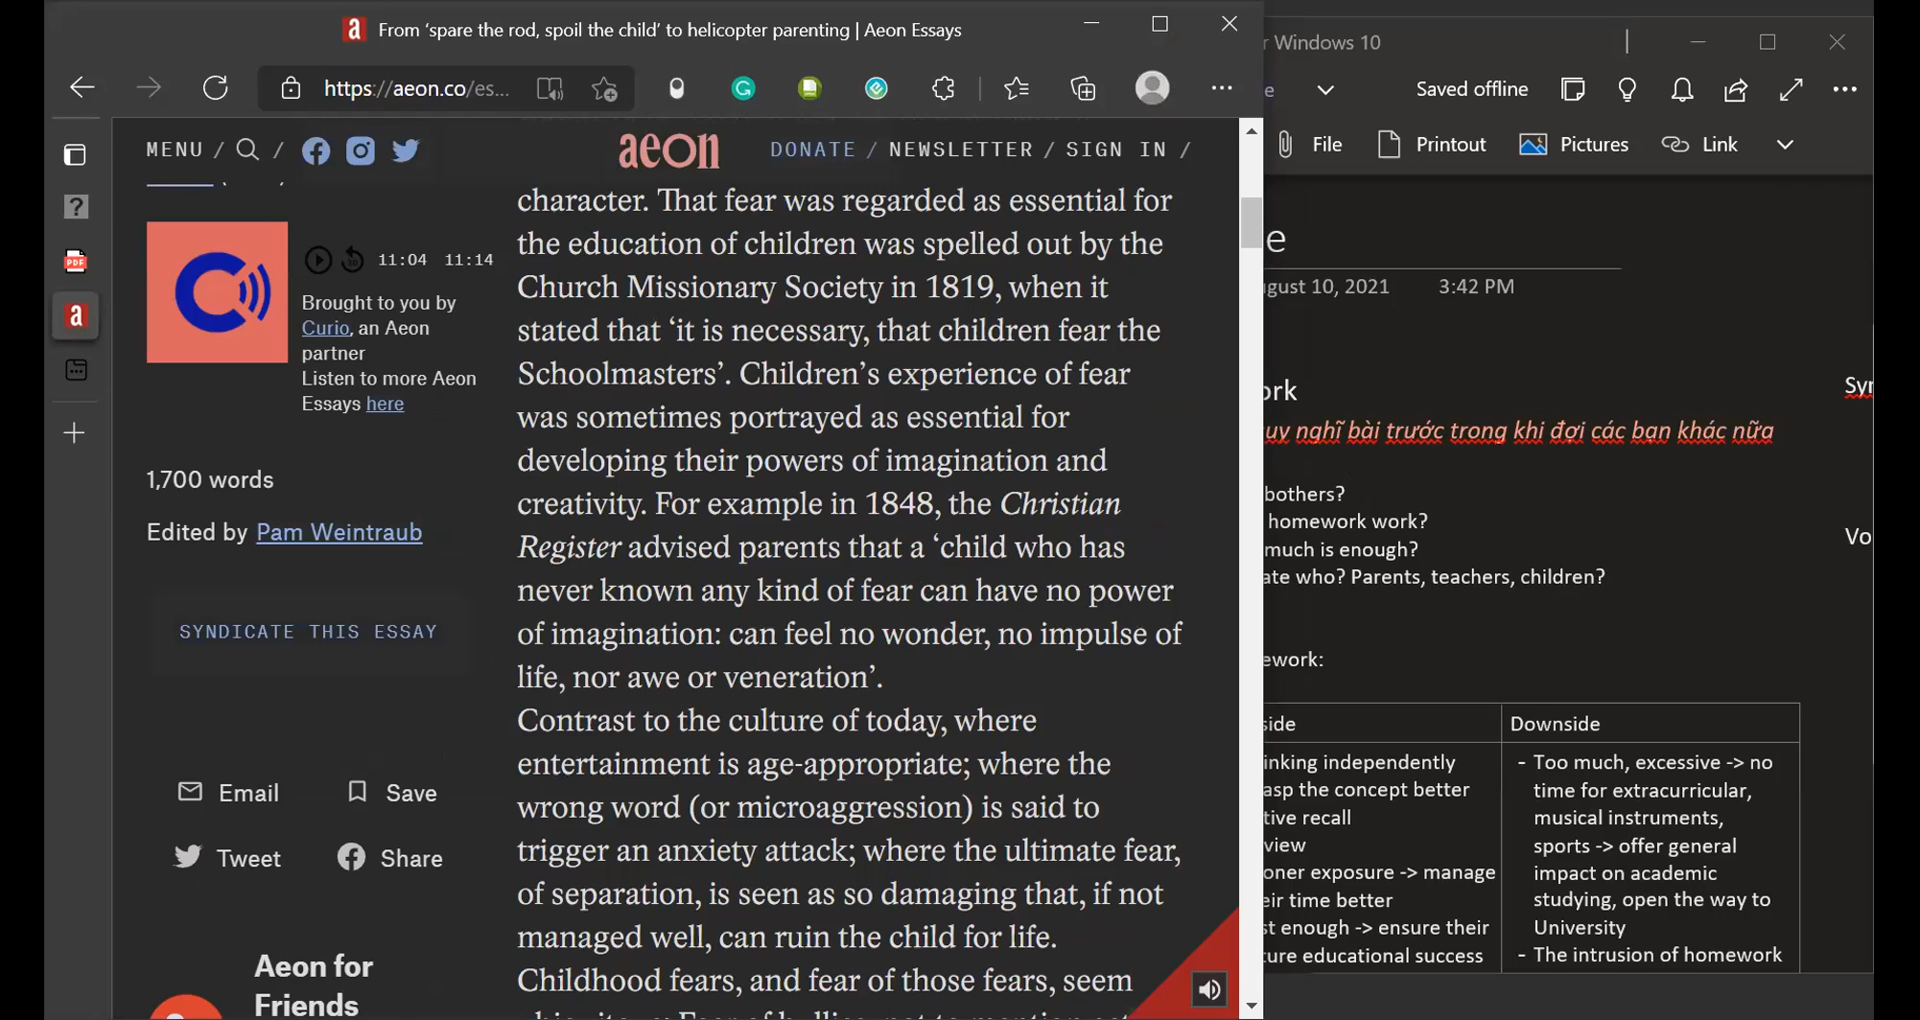 From ‘spare the rod, spoil the child’ to helicopter parenting | Aeon Essays
https://aeon.co/es...
MENU / /
aeon
DONATE / NEWSLETTER / SIGN IN /
11:04 11:14
Brought to you by
Curio, an Aeon
partner
Listen to more Aeon
Essays here
1,700 words
Edited by Pam Weintraub
SYNDICATE THIS ESSAY
Email Save
Tweet Share
Aeon for
Friends
character. That fear was regarded as essential for
the education of children was spelled out by the
Church Missionary Society in 1819, when it
stated that ‘it is necessary, that children fear the
Schoolmasters’. Children’s experience of fear
was sometimes portrayed as essential for
developing their powers of imagination and
creativity. For example in 1848, the Christian
Register advised parents that a ‘child who has
never known any kind of fear can have no power
of imagination: can feel no wonder, no impulse of
life, nor awe or veneration’.
Contrast to the culture of today, where
entertainment is age-appropriate; where the
wrong word (or microaggression) is said to
trigger an anxiety attack; where the ultimate fear,
of separation, is seen as so damaging that, if not
managed well, can ruin the child for life.
Childhood fears, and fear of those fears, seem
r Windows 10
e
Saved offline
File Printout Pictures Link
e
gust 10, 2021 3:42 PM
ork
uy nghĩ bài trước trong khi đợi các bạn khác nữa
Syn
Vo
bothers?
homework work?
much is enough?
ate who? Parents, teachers, children?
ework:
side
inking independently
asp the concept better
tive recall
view
oner exposure -> manage
eir time better
st enough -> ensure their
ture educational success
Downside
- Too much, excessive -> no
time for extracurricular,
musical instruments,
sports -> offer general
impact on academic
studying, open the way to
University
- The intrusion of homework